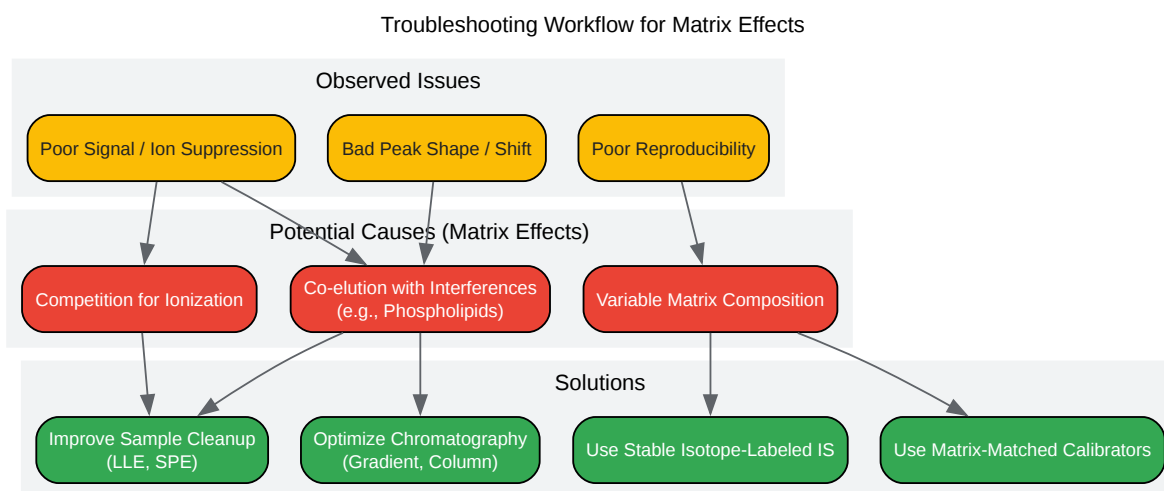 Troubleshooting Workflow for Matrix Effects
Observed Issues
Poor Signal / Ion Suppression
Bad Peak Shape / Shift
Poor Reproducibility
Potential Causes (Matrix Effects)
Competition for Ionization
Co-elution with Interferences
(e.g., Phospholipids)
Variable Matrix Composition
Solutions
Improve Sample Cleanup
(LLE, SPE)
Optimize Chromatography
(Gradient, Column)
Use Stable Isotope-Labeled IS
Use Matrix-Matched Calibrators